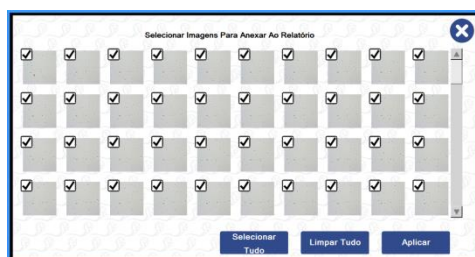 Selecionar Imagens Para Anexar Ao Relatório
Selecionar
Tudo
Limpar Tudo
Aplicar